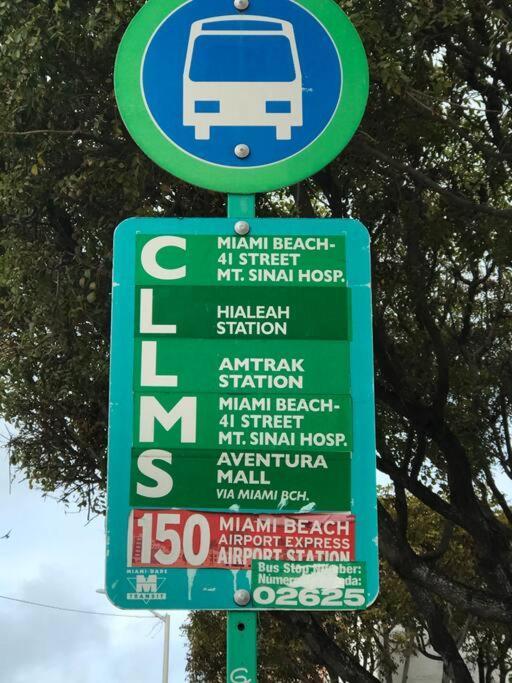 C MIAMI BEACH-
41 STREET
MT. SINAI HOSP.
L HIALEAH
STATION
L AMTRAK
STATION
M MIAMI BEACH-
41 STREET
MT. SINAI HOSP.
S AVENTURA
MALL
VIA MIAMI BCH.
150 MIAMI BEACH
AIRPORT EXPRESS
AIRPORT STATION
MIAMI-DADE
M
TRANSIT
Bus Stop Number:
02625
G